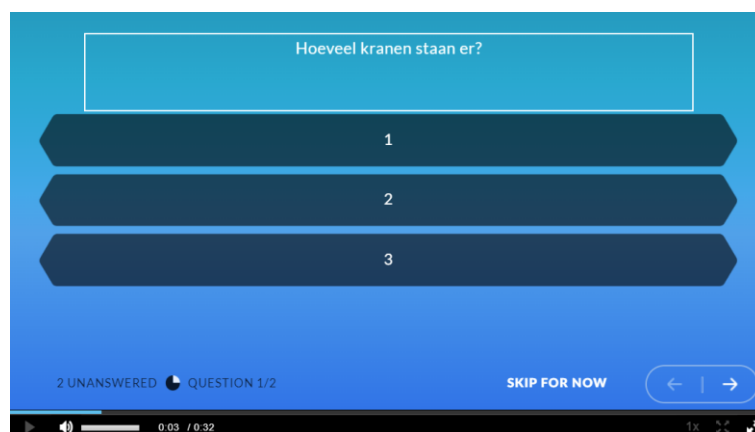 Hoeveel kranen staan er?
1
2
3
2 UNANSWERED QUESTION 1/2
SKIP FOR NOW
0:03 / 0:32
1x